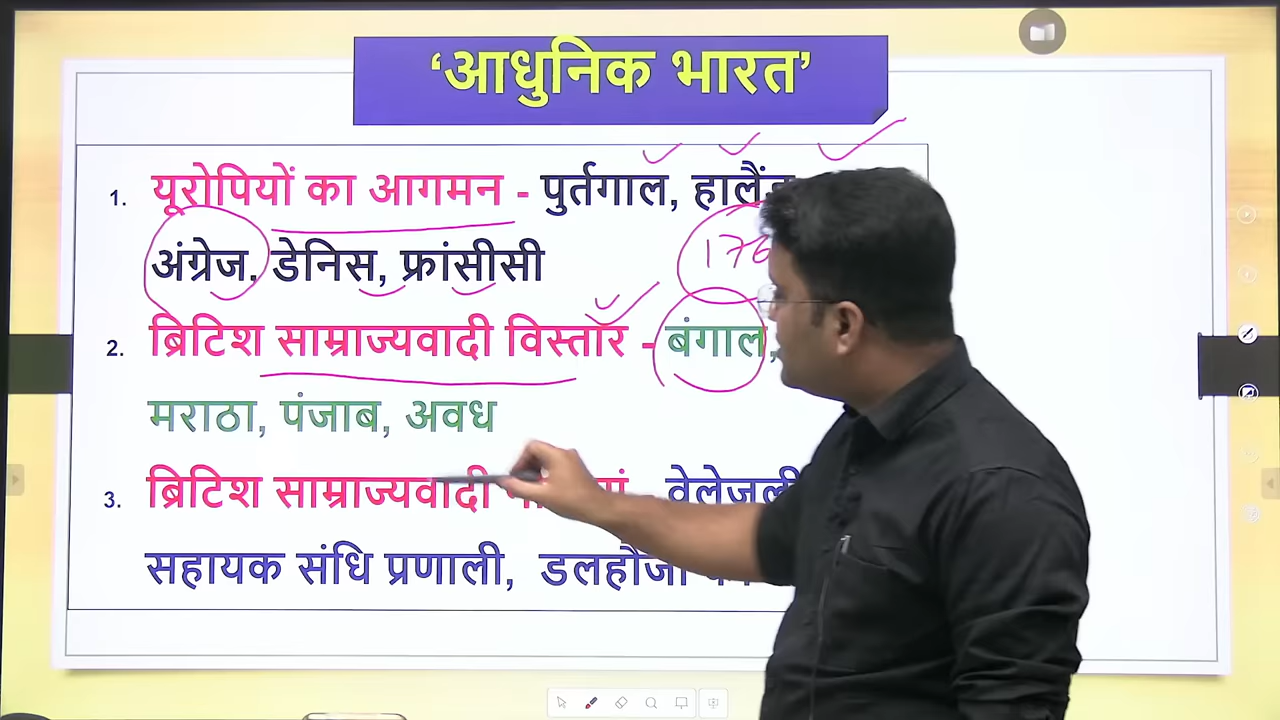 ‘आधुनिक भारत’
1. यूरोपियों का आगमन - पुर्तगाल, हालैंड
अंग्रेज, डेनिस, फ्रांसीसी
2. ब्रिटिश साम्राज्यवादी विस्तार - बंगाल,
मराठा, पंजाब, अवध
3. ब्रिटिश साम्राज्यवादी वेलेजली
सहायक संधि प्रणाली, डलहौजी